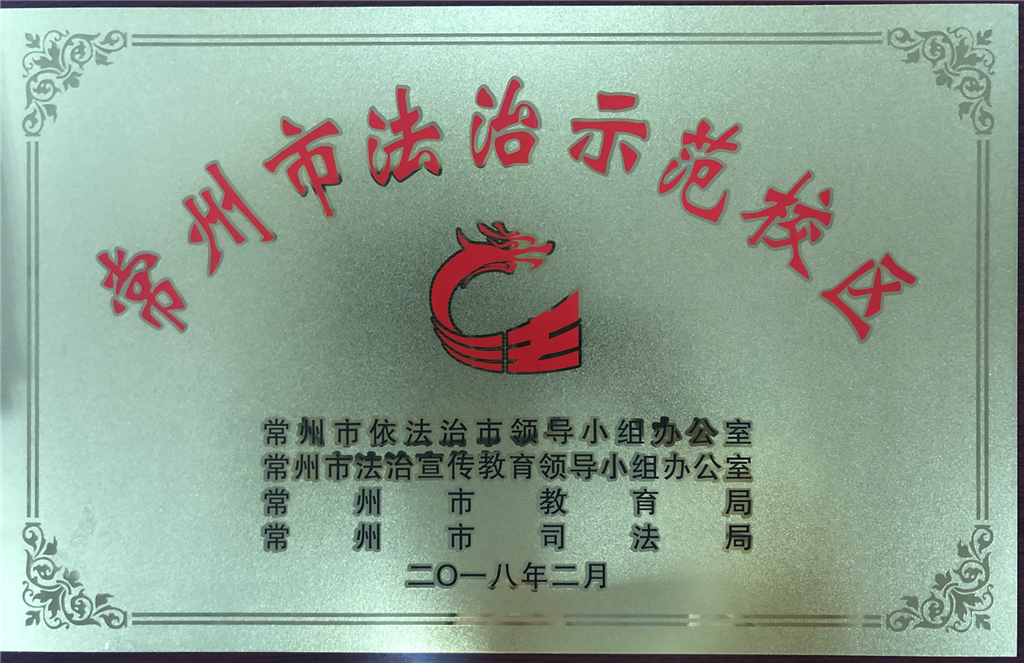 常州市法治示范校区
常州市依法治市领导小组办公室
常州市法治宣传教育领导小组办公室
常州市教育局
常州市司法局
二〇一八年二月